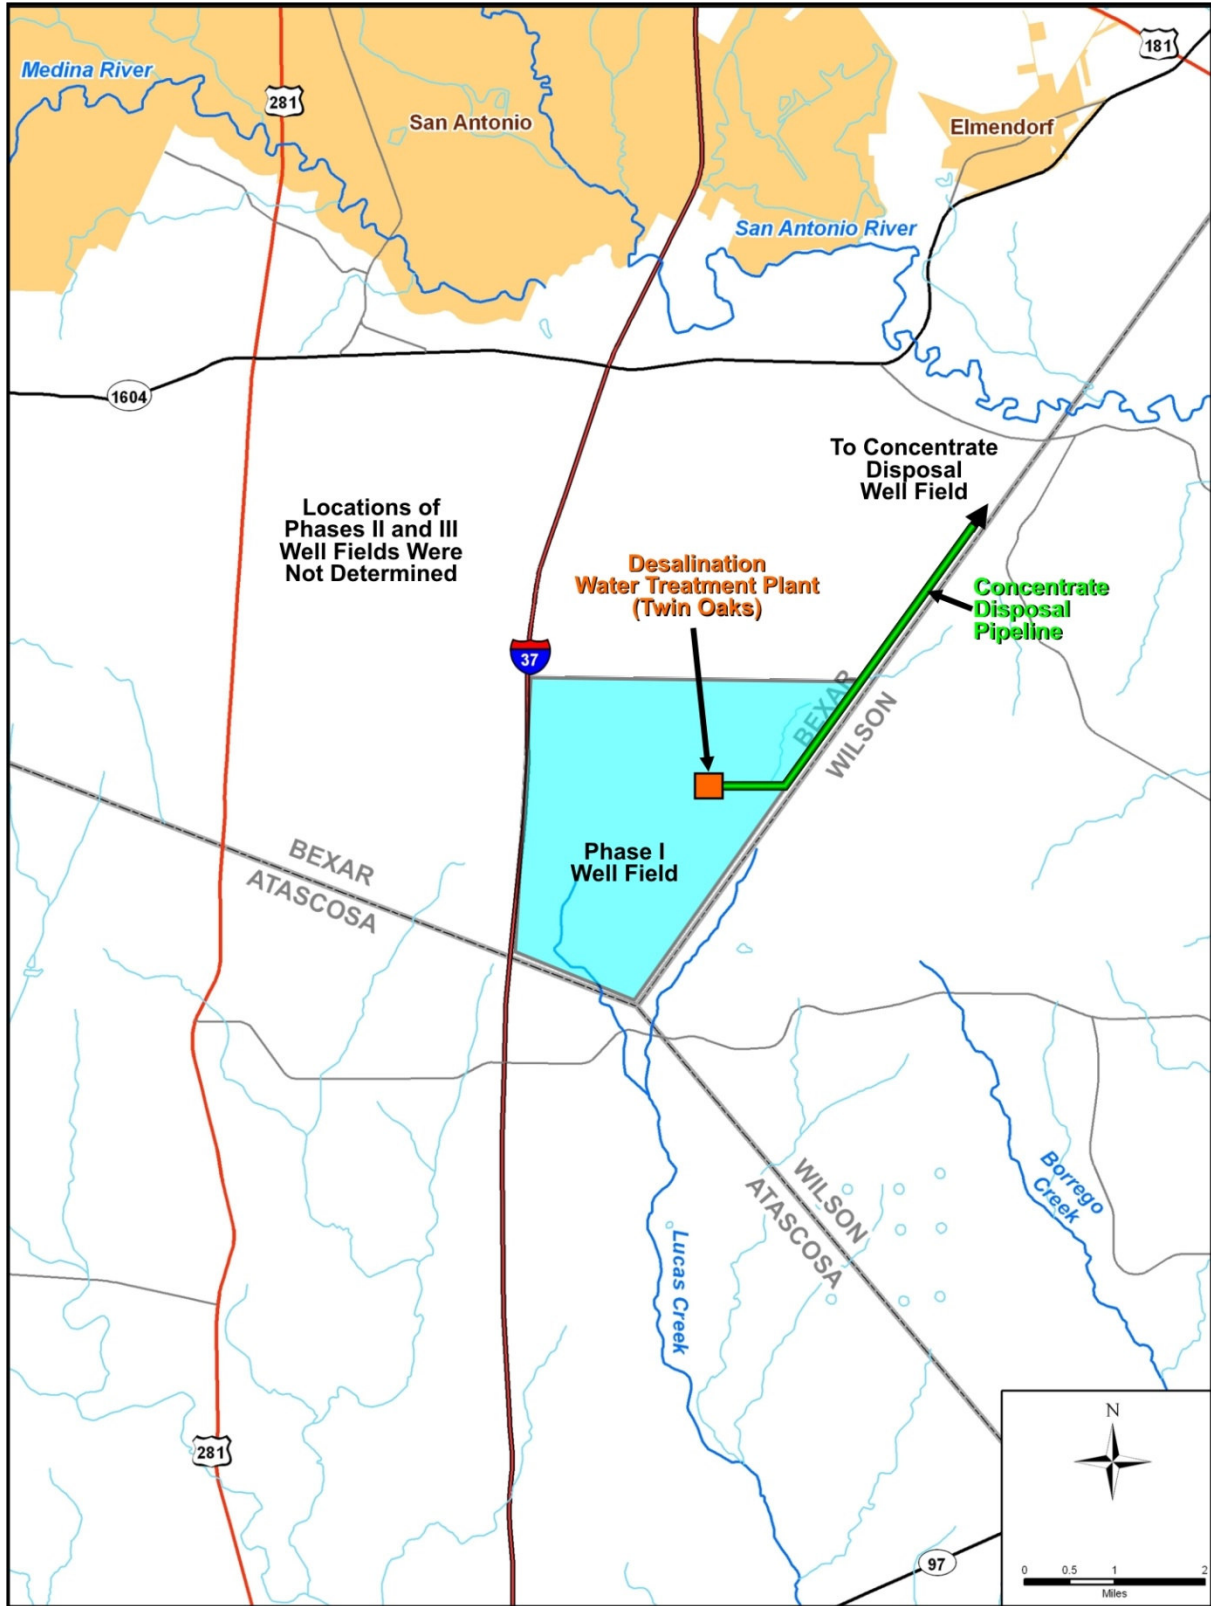 181
Medina River
281
San Antonio
Elmendorf
San Antonio River
1604
To Concentrate
Disposal
Well Field
Locations of
Phases II and III
Well Fields Were
Not Determined
Desalination
Water Treatment Plant
(Twin Oaks)
Concentrate
Disposal
Pipeline
37
BEXAR
WILSON
Phase I
Well Field
BEXAR
ATASCOSA
WILSON
ATASCOSA
Borrego
Creek
Lucas Creek
281
97
N
0 0.5 1 2
Miles